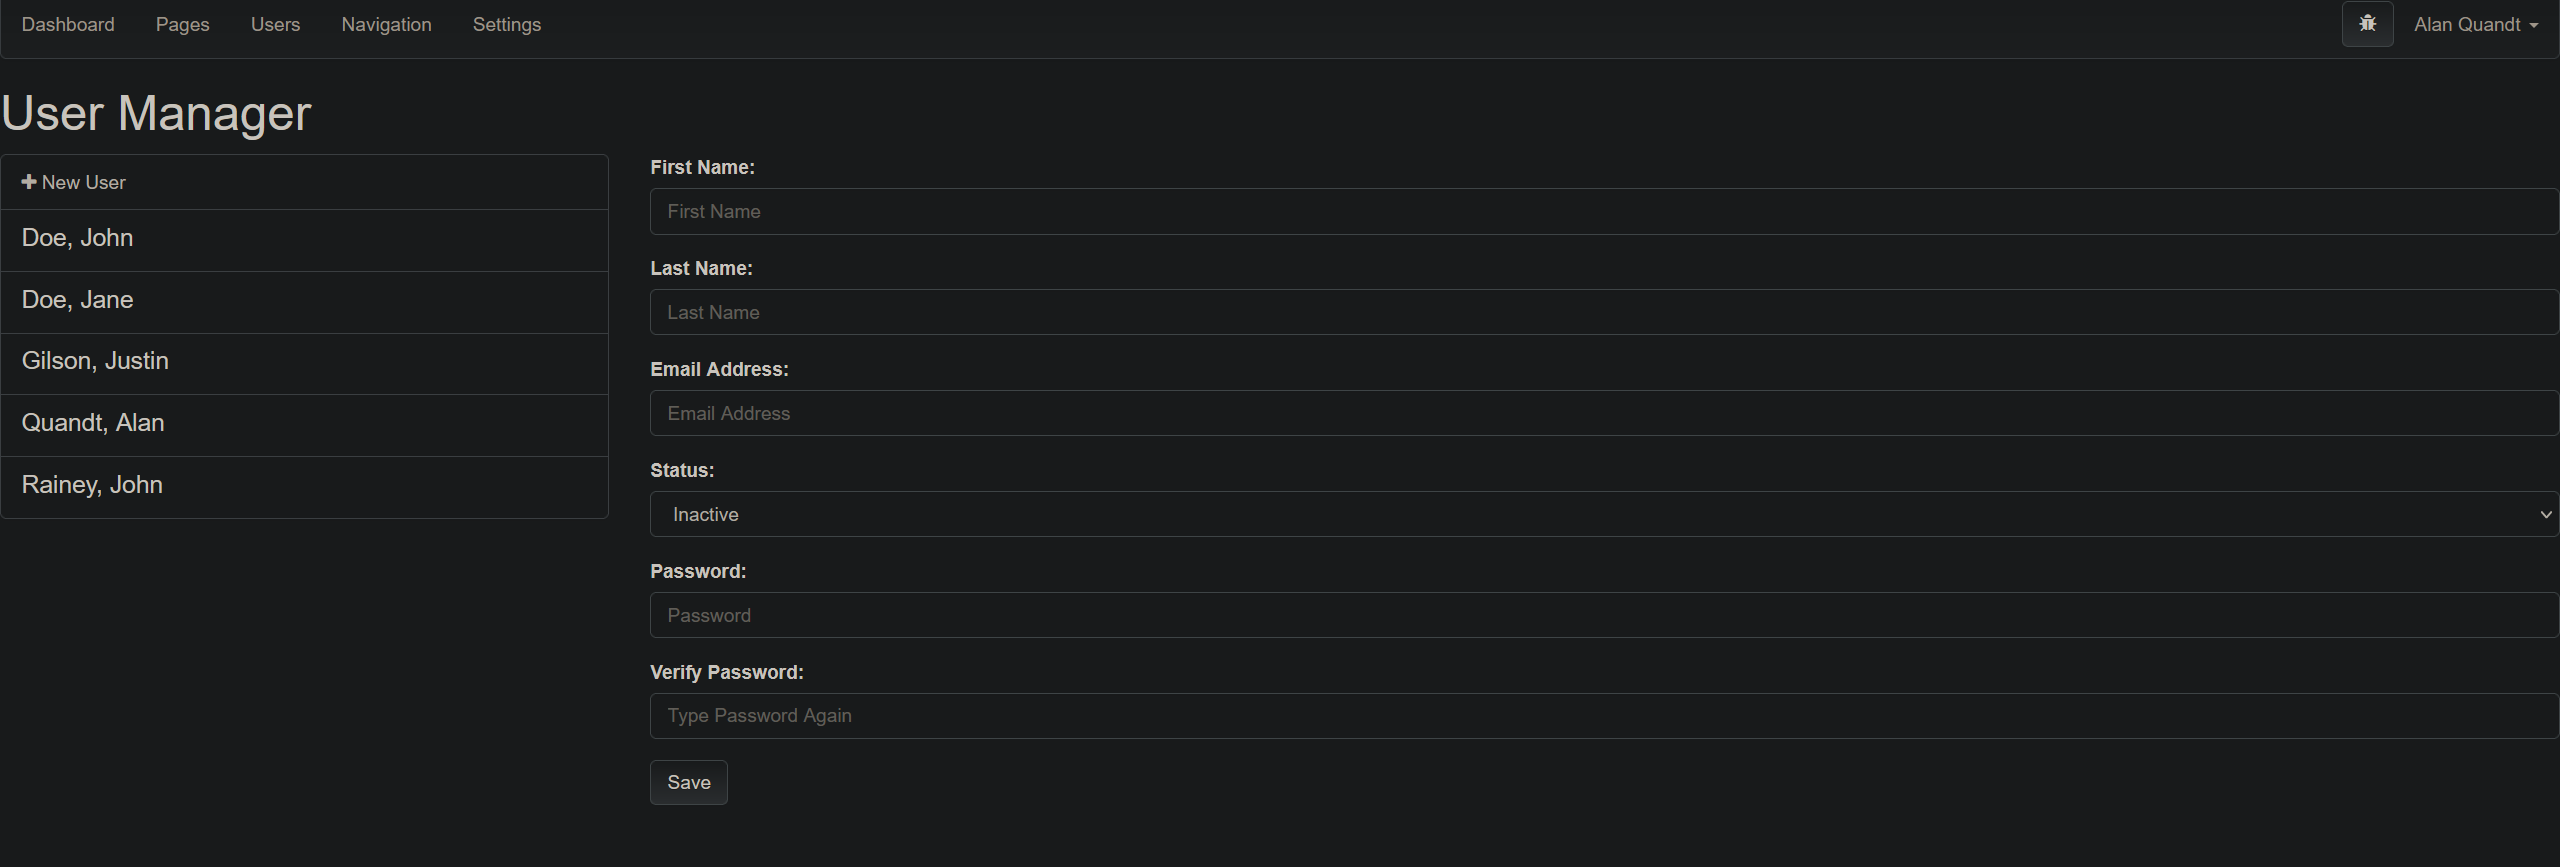 Dashboard Pages Users Navigation Settings Alan Quandt
User Manager
New User
Doe, John
Doe, Jane
Gilson, Justin
Quandt, Alan
Rainey, John
First Name:
First Name
Last Name:
Last Name
Email Address:
Email Address
Status:
Inactive
Password:
Password
Verify Password:
Type Password Again
Save